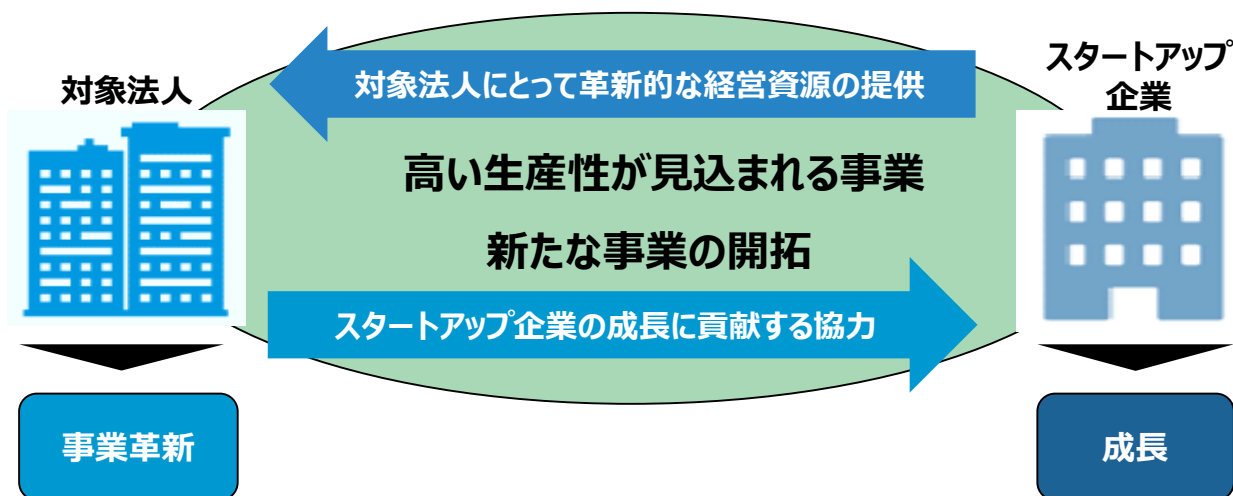 対象法人
対象法人にとって革新的な経営資源の提供
スタートアップ
企業
高い生産性が見込まれる事業
新たな事業の開拓
スタートアップ企業の成長に貢献する協力
事業革新
成長